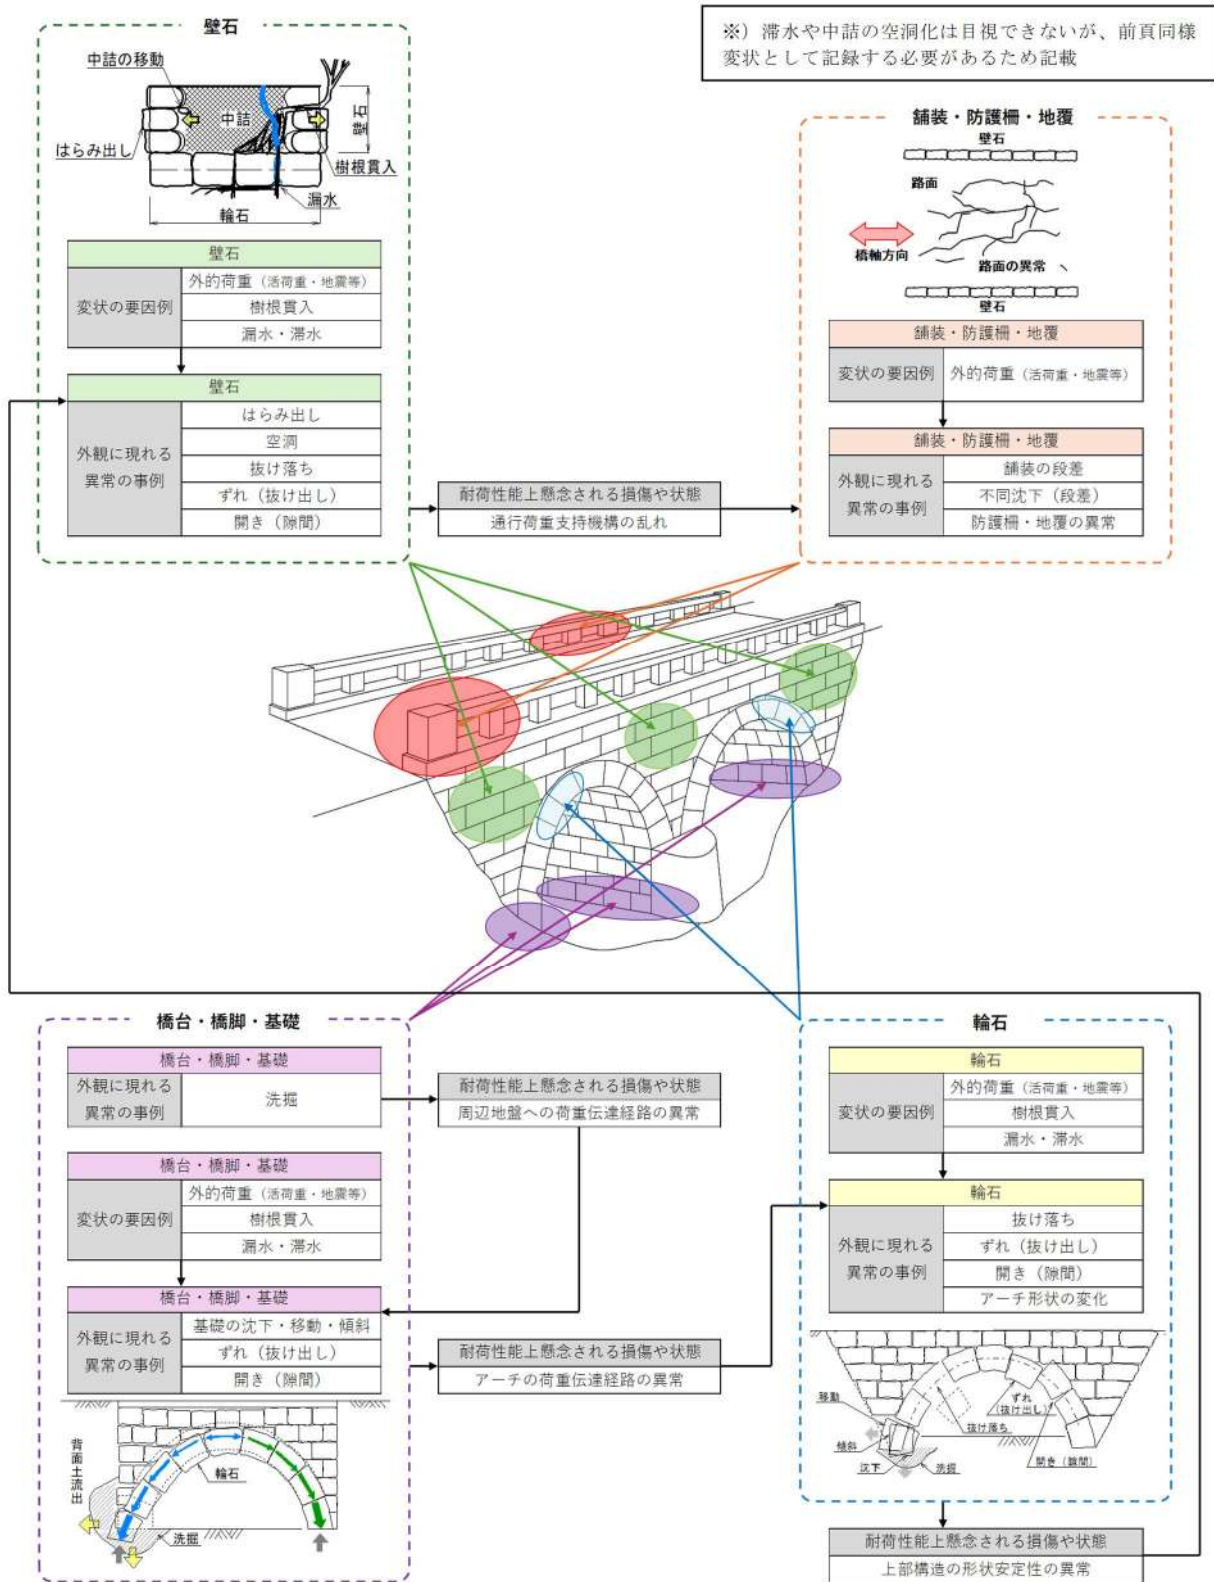 ※）滞水や中詰の空洞化は目視できないが、前頁同様
変状として記録する必要があるため記載
壁石
中詰の移動
中詰
壁石
はらみ出し
樹根貫入
漏水
輪石
壁石
変状の要因例
外的荷重（活荷重・地震等）
樹根貫入
漏水・滞水
壁石
外観に現れる
異常の事例
はらみ出し
空洞
抜け落ち
ずれ（抜け出し）
開き（隙間）
耐荷性能上懸念される損傷や状態
通行荷重支持機構の乱れ
舗装・防護柵・地覆
壁石
路面
橋軸方向
路面の異常
壁石
舗装・防護柵・地覆
変状の要因例
外的荷重（活荷重・地震等）
舗装・防護柵・地覆
外観に現れる
異常の事例
舗装の段差
不同沈下（段差）
防護柵・地覆の異常
橋台・橋脚・基礎
橋台・橋脚・基礎
外観に現れる
異常の事例
洗掘
耐荷性能上懸念される損傷や状態
周辺地盤への荷重伝達経路の異常
橋台・橋脚・基礎
変状の要因例
外的荷重（活荷重・地震等）
樹根貫入
漏水・滞水
橋台・橋脚・基礎
外観に現れる
異常の事例
基礎の沈下・移動・傾斜
ずれ（抜け出し）
開き（隙間）
耐荷性能上懸念される損傷や状態
アーチの荷重伝達経路の異常
背面土流出
輪石
洗掘
輪石
輪石
変状の要因例
外的荷重（活荷重・地震等）
樹根貫入
漏水・滞水
輪石
外観に現れる
異常の事例
抜け落ち
ずれ（抜け出し）
開き（隙間）
アーチ形状の変化
移動
傾斜
沈下
洗掘
抜け落ち
ずれ
（抜け出し）
開き（隙間）
耐荷性能上懸念される損傷や状態
上部構造の形状安定性の異常